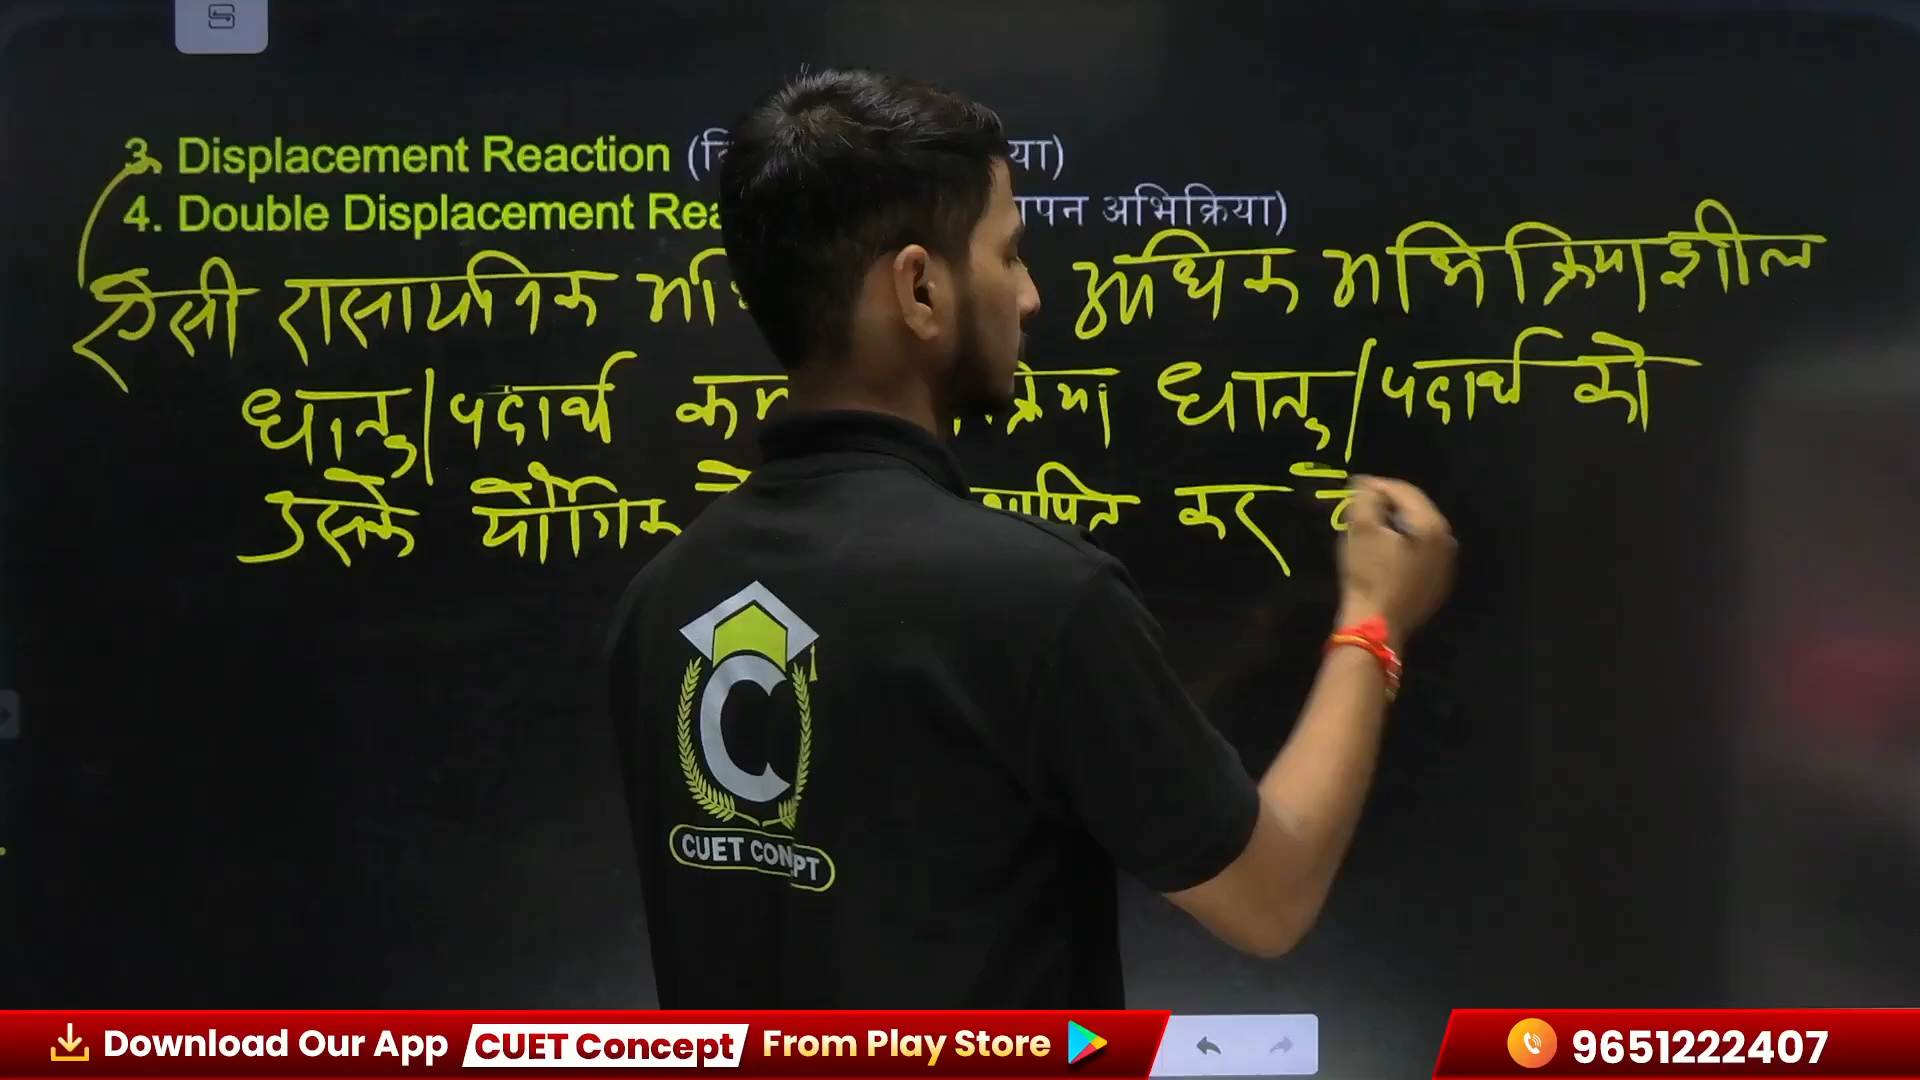 3. Displacement Reaction (वि या)
4. Double Displacement Rea ापन अभिक्रिया)
ऐसी रासायनिक अभि अधिक अभिक्रियाशील
धातु/पदार्थ कम क्रिया धातु/पदार्थ को
उसके यौगिक स्थापित कर दे
CUET CONCEPT
Download Our App CUET Concept From Play Store
9651222407